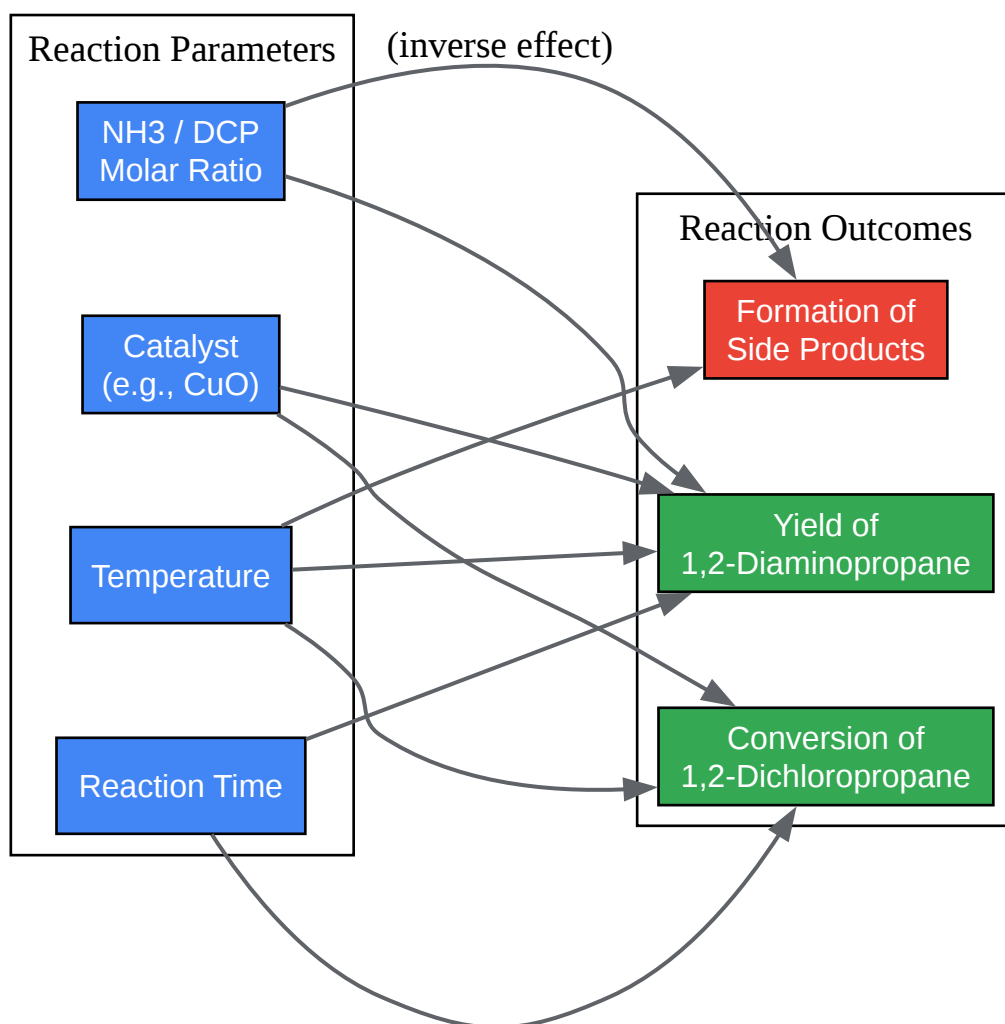 Reaction Parameters
(inverse effect)
NH3 / DCP
Molar Ratio
Catalyst
(e.g., CuO)
Temperature
Reaction Time
Reaction Outcomes
Formation of
Side Products
Yield of
1,2-Diaminopropane
Conversion of
1,2-Dichloropropane